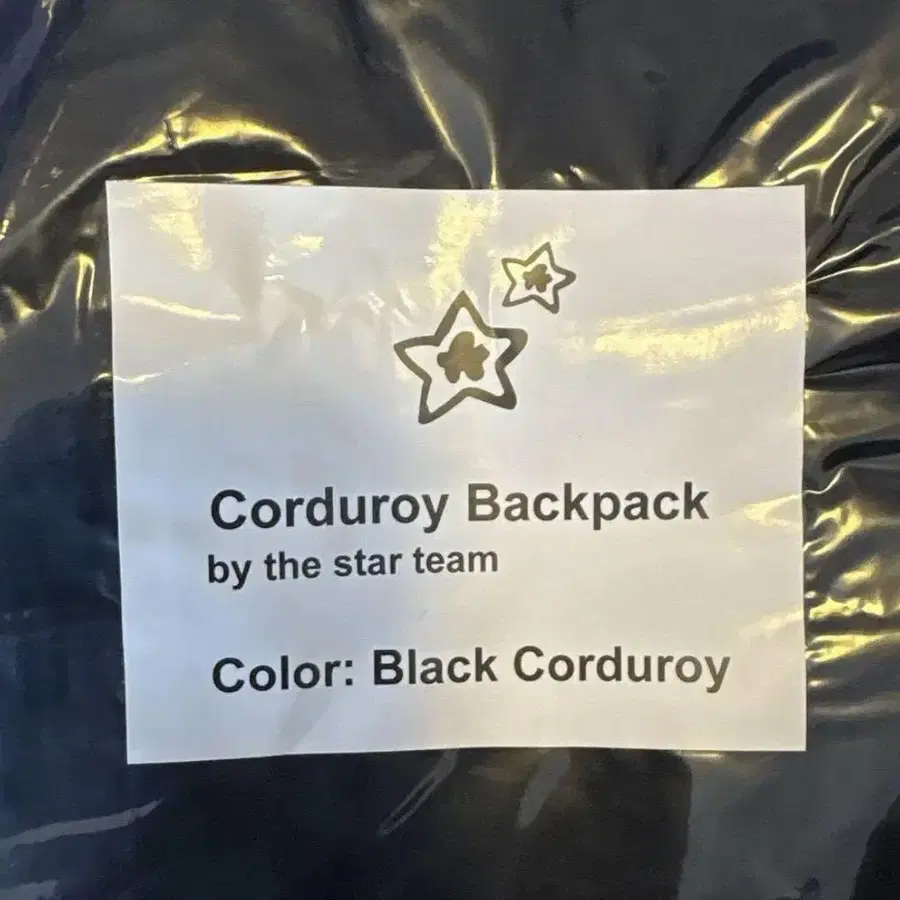 Corduroy Backpack
by the star team
Color: Black Corduroy